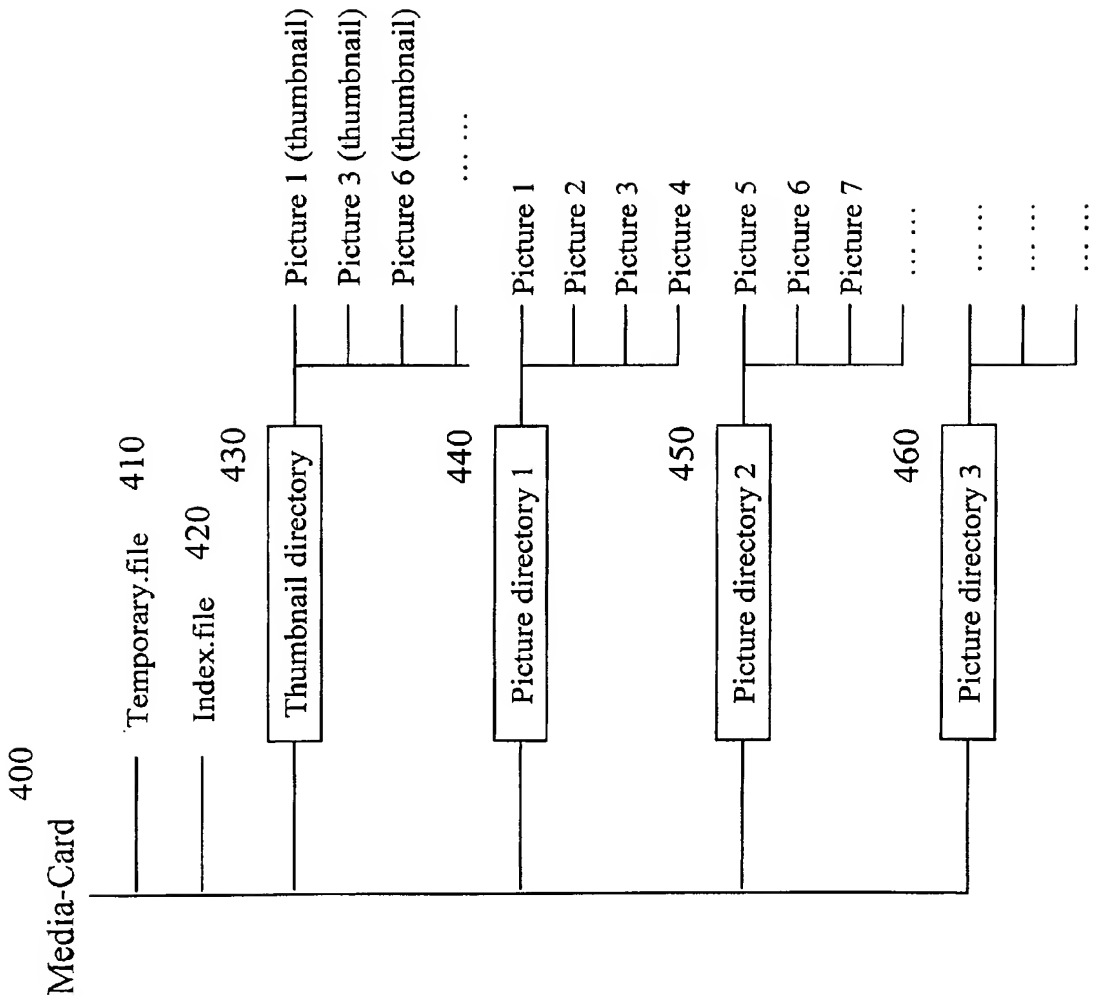 400
Media-Card
Temporary.file 410
Index.file 420
430
Thumbnail directory
Picture 1 (thumbnail)
Picture 3 (thumbnail)
Picture 6 (thumbnail)
... ...
440
Picture directory 1
Picture 1
Picture 2
Picture 3
Picture 4
450
Picture directory 2
Picture 5
Picture 6
Picture 7
... ...
460
Picture directory 3
... ...
... ...
... ...